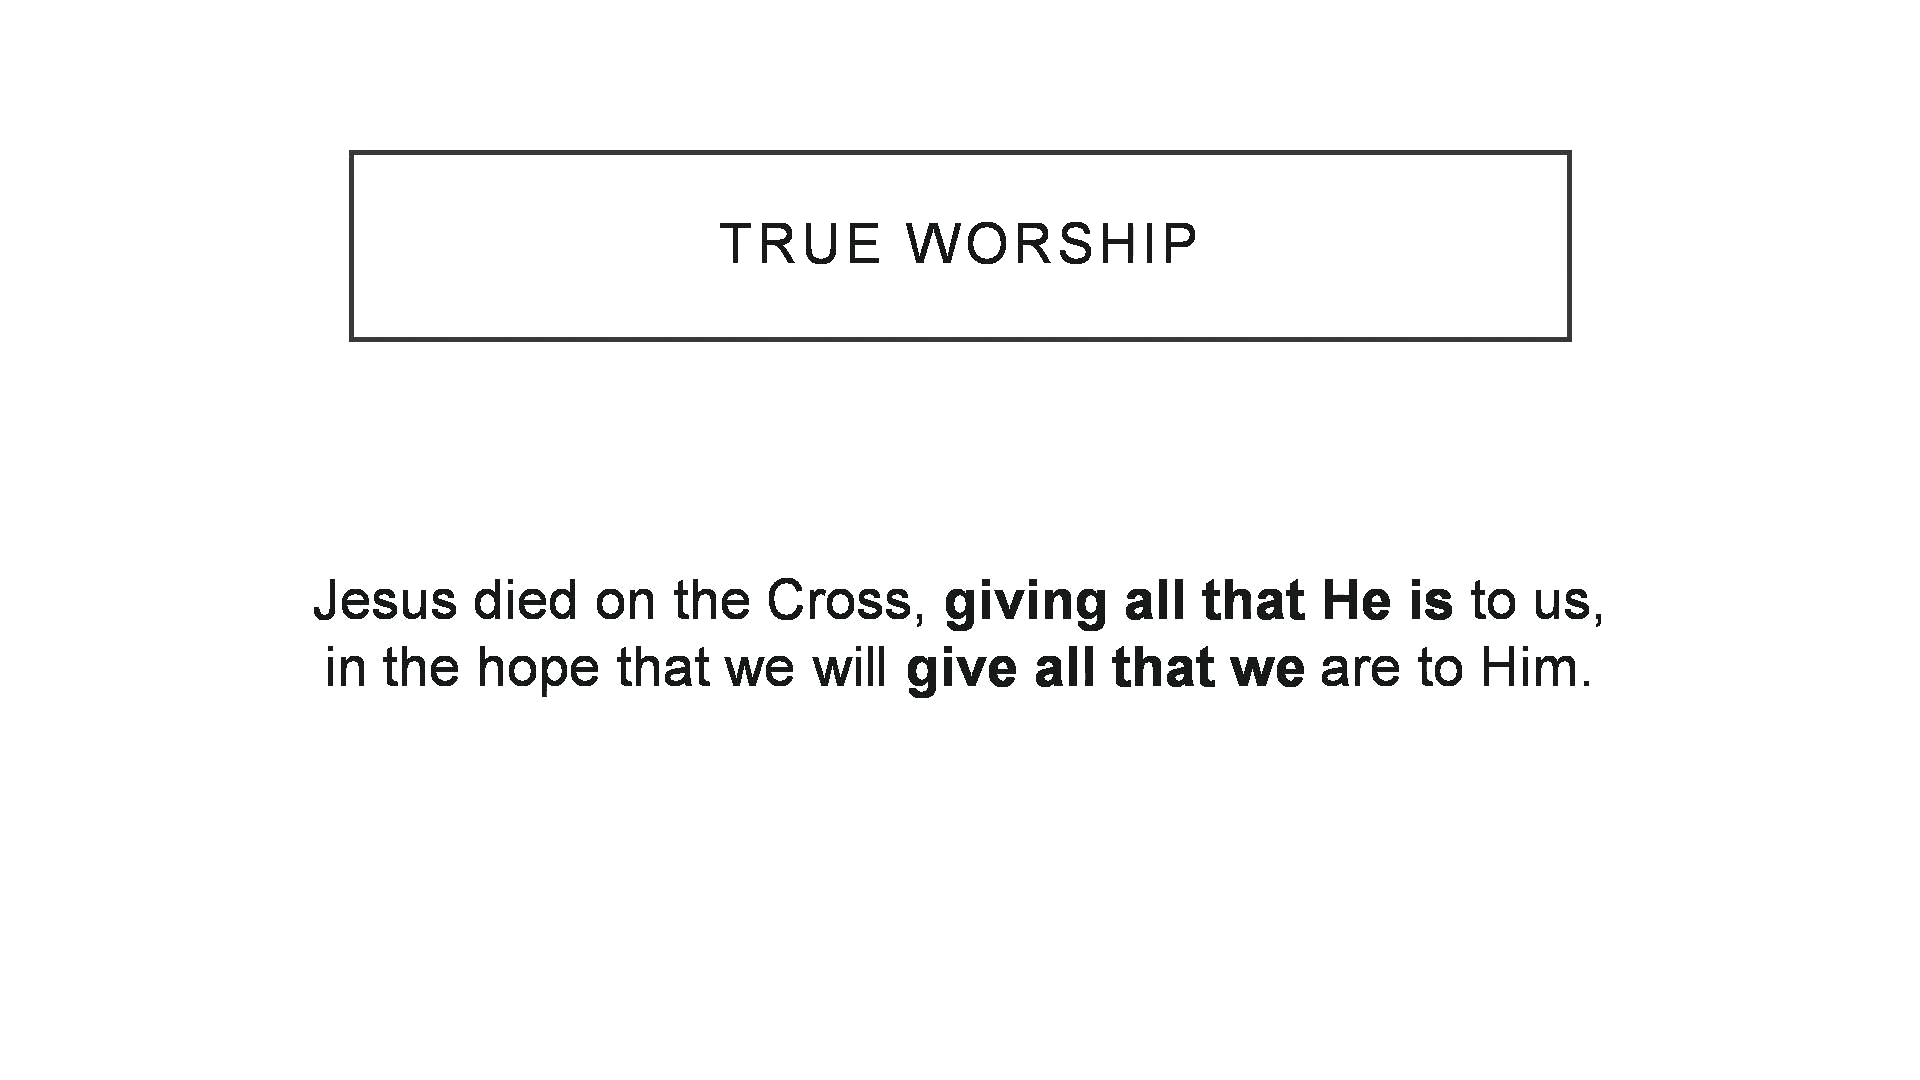 TRUE WORSHIP
Jesus died on the Cross, giving all that He is to us,
in the hope that we will give all that we are to Him.